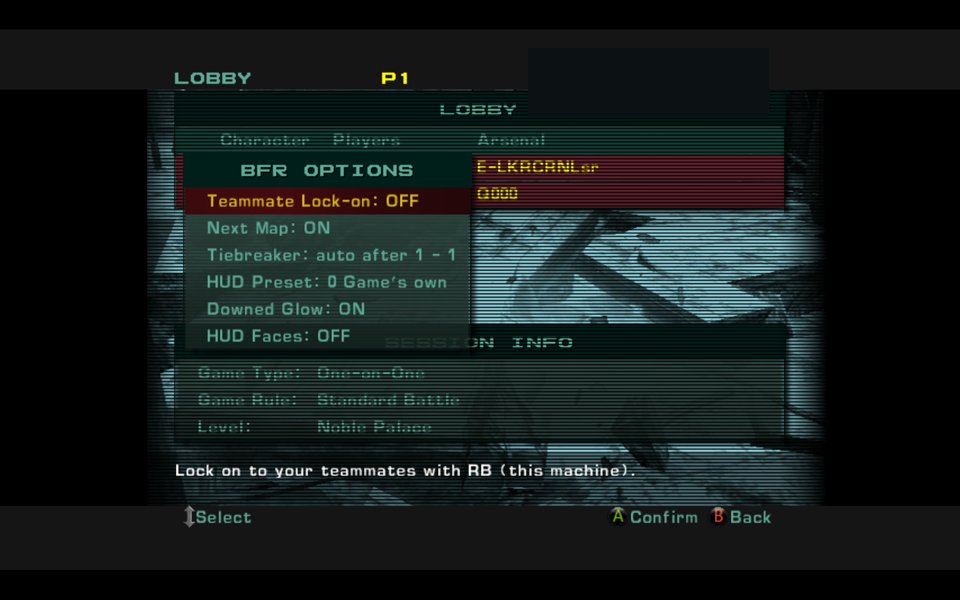 LOBBY P1
LOBBY
Character Players Arsenal
E-LKRCRNLsr
Q000
BFR OPTIONS
Teammate Lock-on: OFF
Next Map: ON
Tiebreaker: auto after 1 - 1
HUD Preset: 0 Game's own
Downed Glow: ON
HUD Faces: OFF
SESSION INFO
Game Type: One-on-One
Game Rule: Standard Battle
Level: Noble Palace
Lock on to your teammates with RB (this machine).
Select A Confirm B Back